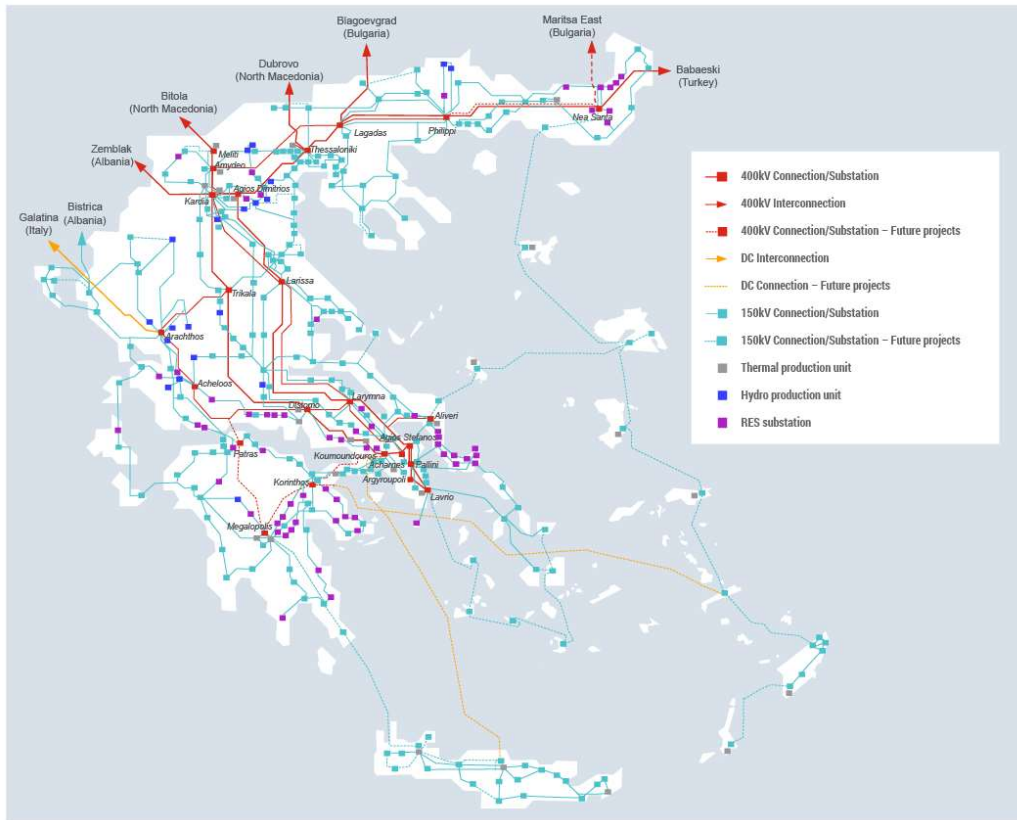 Blagoevgrad
(Bulgaria)
Maritsa East
(Bulgaria)
Dubrovo
(North Macedonia)
Babaeski
(Turkey)
Bitola
(North Macedonia)
Nea Santa
Philippi
Lagadas
Zemblak
(Albania)
Meliti
Amydeo
Thessaloniki
Agios Dimitrios
Kardia
Bistrica
(Albania)
Galatina
(Italy)
Larissa
Trikala
Arachthos
Acheloos
Larymna
Distomo
Aliveri
Agios Stefanos
Patras
Koumoundouros
Acharnes
Pallini
Korinthos
Argyroupoli
Lavrio
Megalopolis
400kV Connection/Substation
400kV Interconnection
400kV Connection/Substation – Future projects
DC Interconnection
DC Connection – Future projects
150kV Connection/Substation
150kV Connection/Substation – Future projects
Thermal production unit
Hydro production unit
RES substation